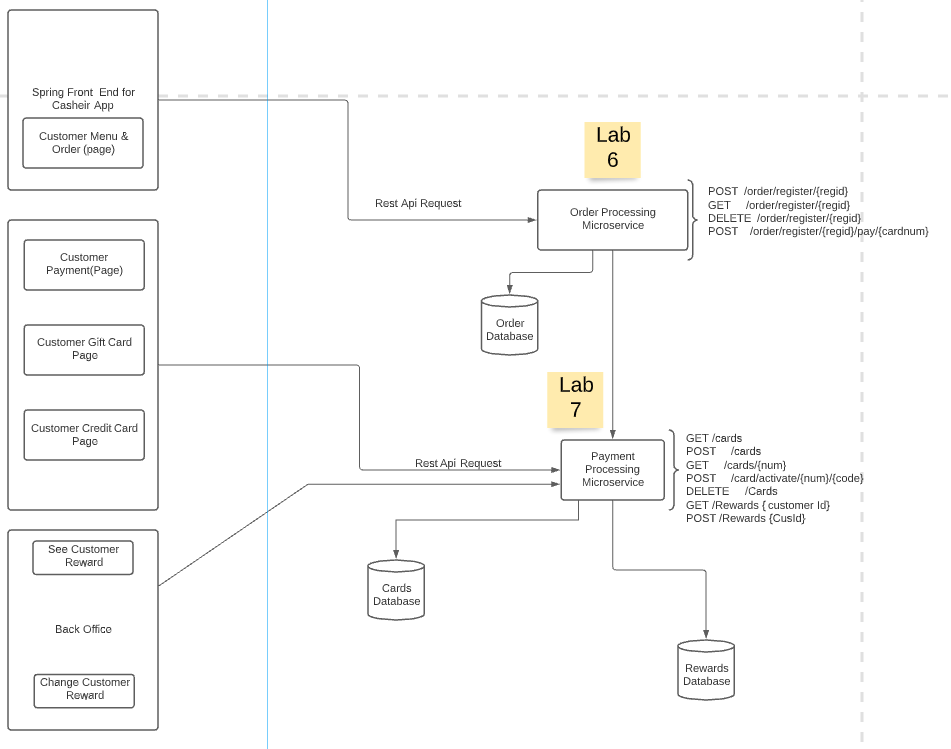 Spring Front End for
Casheir App
Customer Menu &
Order (page)
Customer
Payment(Page)
Customer Gift Card
Page
Customer Credit Card
Page
See Customer
Reward
Back Office
Change Customer
Reward
Rest Api Request
Lab
6
Order Processing
Microservice
POST /order/register/{regid}
GET /order/register/{regid}
DELETE /order/register/{regid}
POST /order/register/{regid}/pay/{cardnum}
Order
Database
Lab
7
Rest Api Request
Payment
Processing
Microservice
GET /cards
POST /cards
GET /cards/{num}
POST /card/activate/{num}/{code}
DELETE /Cards
GET /Rewards { customer Id}
POST /Rewards {CusId}
Cards
Database
Rewards
Database